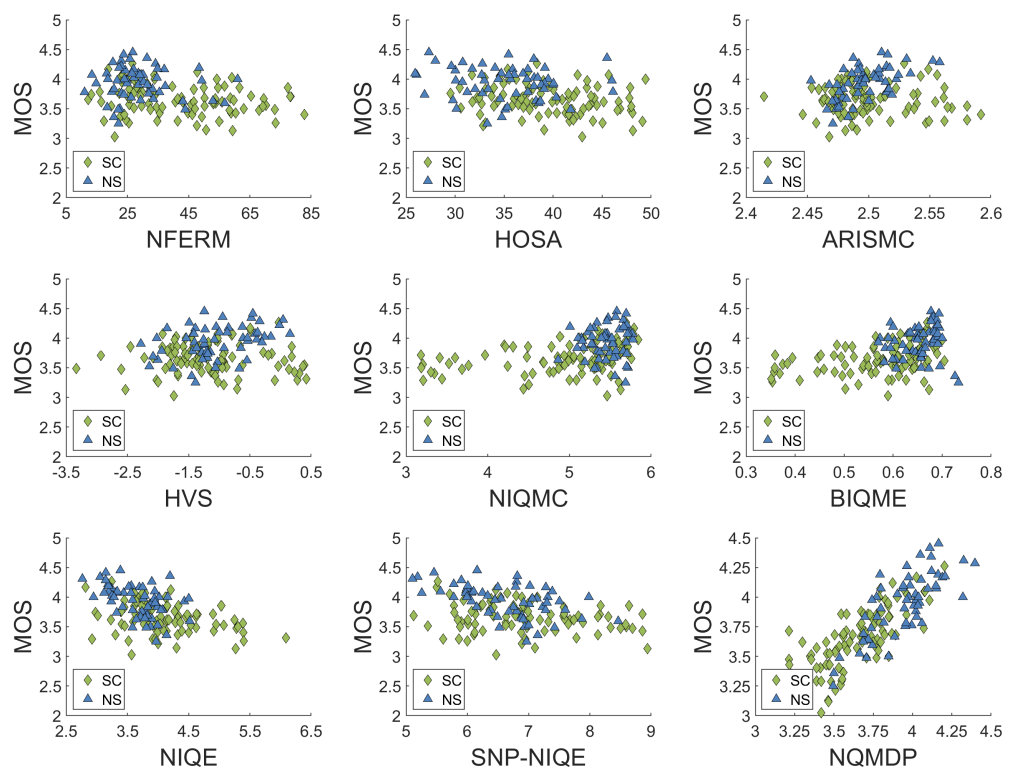 5 5 5
4.5 4.5 4.5
4 4 4
MOS 3.5 MOS 3.5 MOS 3.5
3 3 3
2.5 SC 2.5 SC 2.5 SC
NS NS NS
2 2 2
5 25 45 65 85 25 30 35 40 45 50 2.4 2.45 2.5 2.55 2.6
NFERM HOSA ARISMC
5 5 5
4.5 4.5 4.5
4 4 4
MOS 3.5 MOS 3.5 MOS 3.5
3 3 3
2.5 SC 2.5 SC 2.5 SC
NS NS NS
2 2 2
-3.5 -2.5 -1.5 -0.5 0.5 3 4 5 6 0.3 0.4 0.5 0.6 0.7 0.8
HVS NIQMC BIQME
5 5 4.5
4.5 4.5 4.25
4 4 4
MOS 3.5 MOS 3.5 MOS 3.75
3 3 3.5
2.5 SC 2.5 SC 3.25 SC
NS NS NS
2 2 3
2.5 3.5 4.5 5.5 6.5 5 6 7 8 9 3 3.25 3.5 3.75 4 4.25 4.5
NIQE SNP-NIQE NQMDP